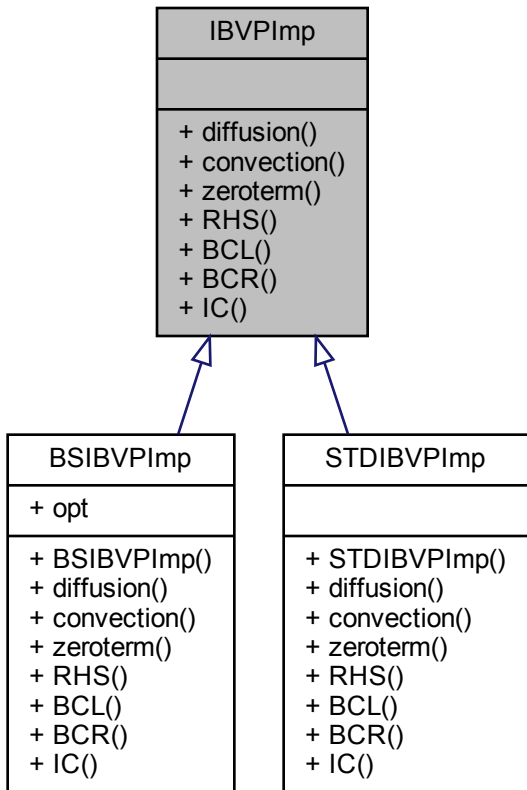 IBVPImp
+ diffusion()
+ convection()
+ zeroterm()
+ RHS()
+ BCL()
+ BCR()
+ IC()
BSIBVPImp
+ opt
+ BSIBVPImp()
+ diffusion()
+ convection()
+ zeroterm()
+ RHS()
+ BCL()
+ BCR()
+ IC()
STDIBVPImp
+ STDIBVPImp()
+ diffusion()
+ convection()
+ zeroterm()
+ RHS()
+ BCL()
+ BCR()
+ IC()